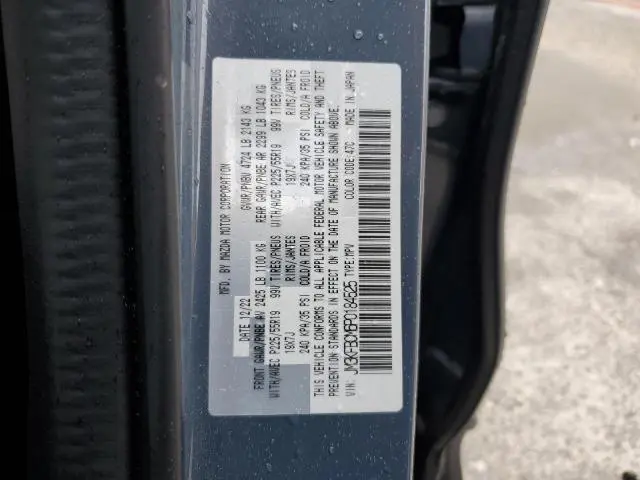 MFD. BY MAZDA MOTOR CORPORATION
DATE 12/22 GVWR/PNBV 4724 LB 2143 KG
FRONT GAWR/PNBE AV 2425 LB 1100 KG REAR GAWR/PNBE AR 2299 LB 1043 KG
WITH/AVEC P225/55R19 99V TIRES/PNEUS WITH/AVEC P225/55R19 99V TIRES/PNEUS
19X7J RIMS/JANTES 19X7J RIMS/JANTES
240 KPA/35 PSI COLD/A FROID 240 KPA/35 PSI COLD/A FROID
THIS VEHICLE CONFORMS TO ALL APPLICABLE FEDERAL MOTOR VEHICLE SAFETY AND THEFT
PREVENTION STANDARDS IN EFFECT ON THE DATE OF MANUFACTURE SHOWN ABOVE.
VIN: JM3KFBCM6P0184825 TYPE:MPV COLOR CODE:47C MADE IN JAPAN